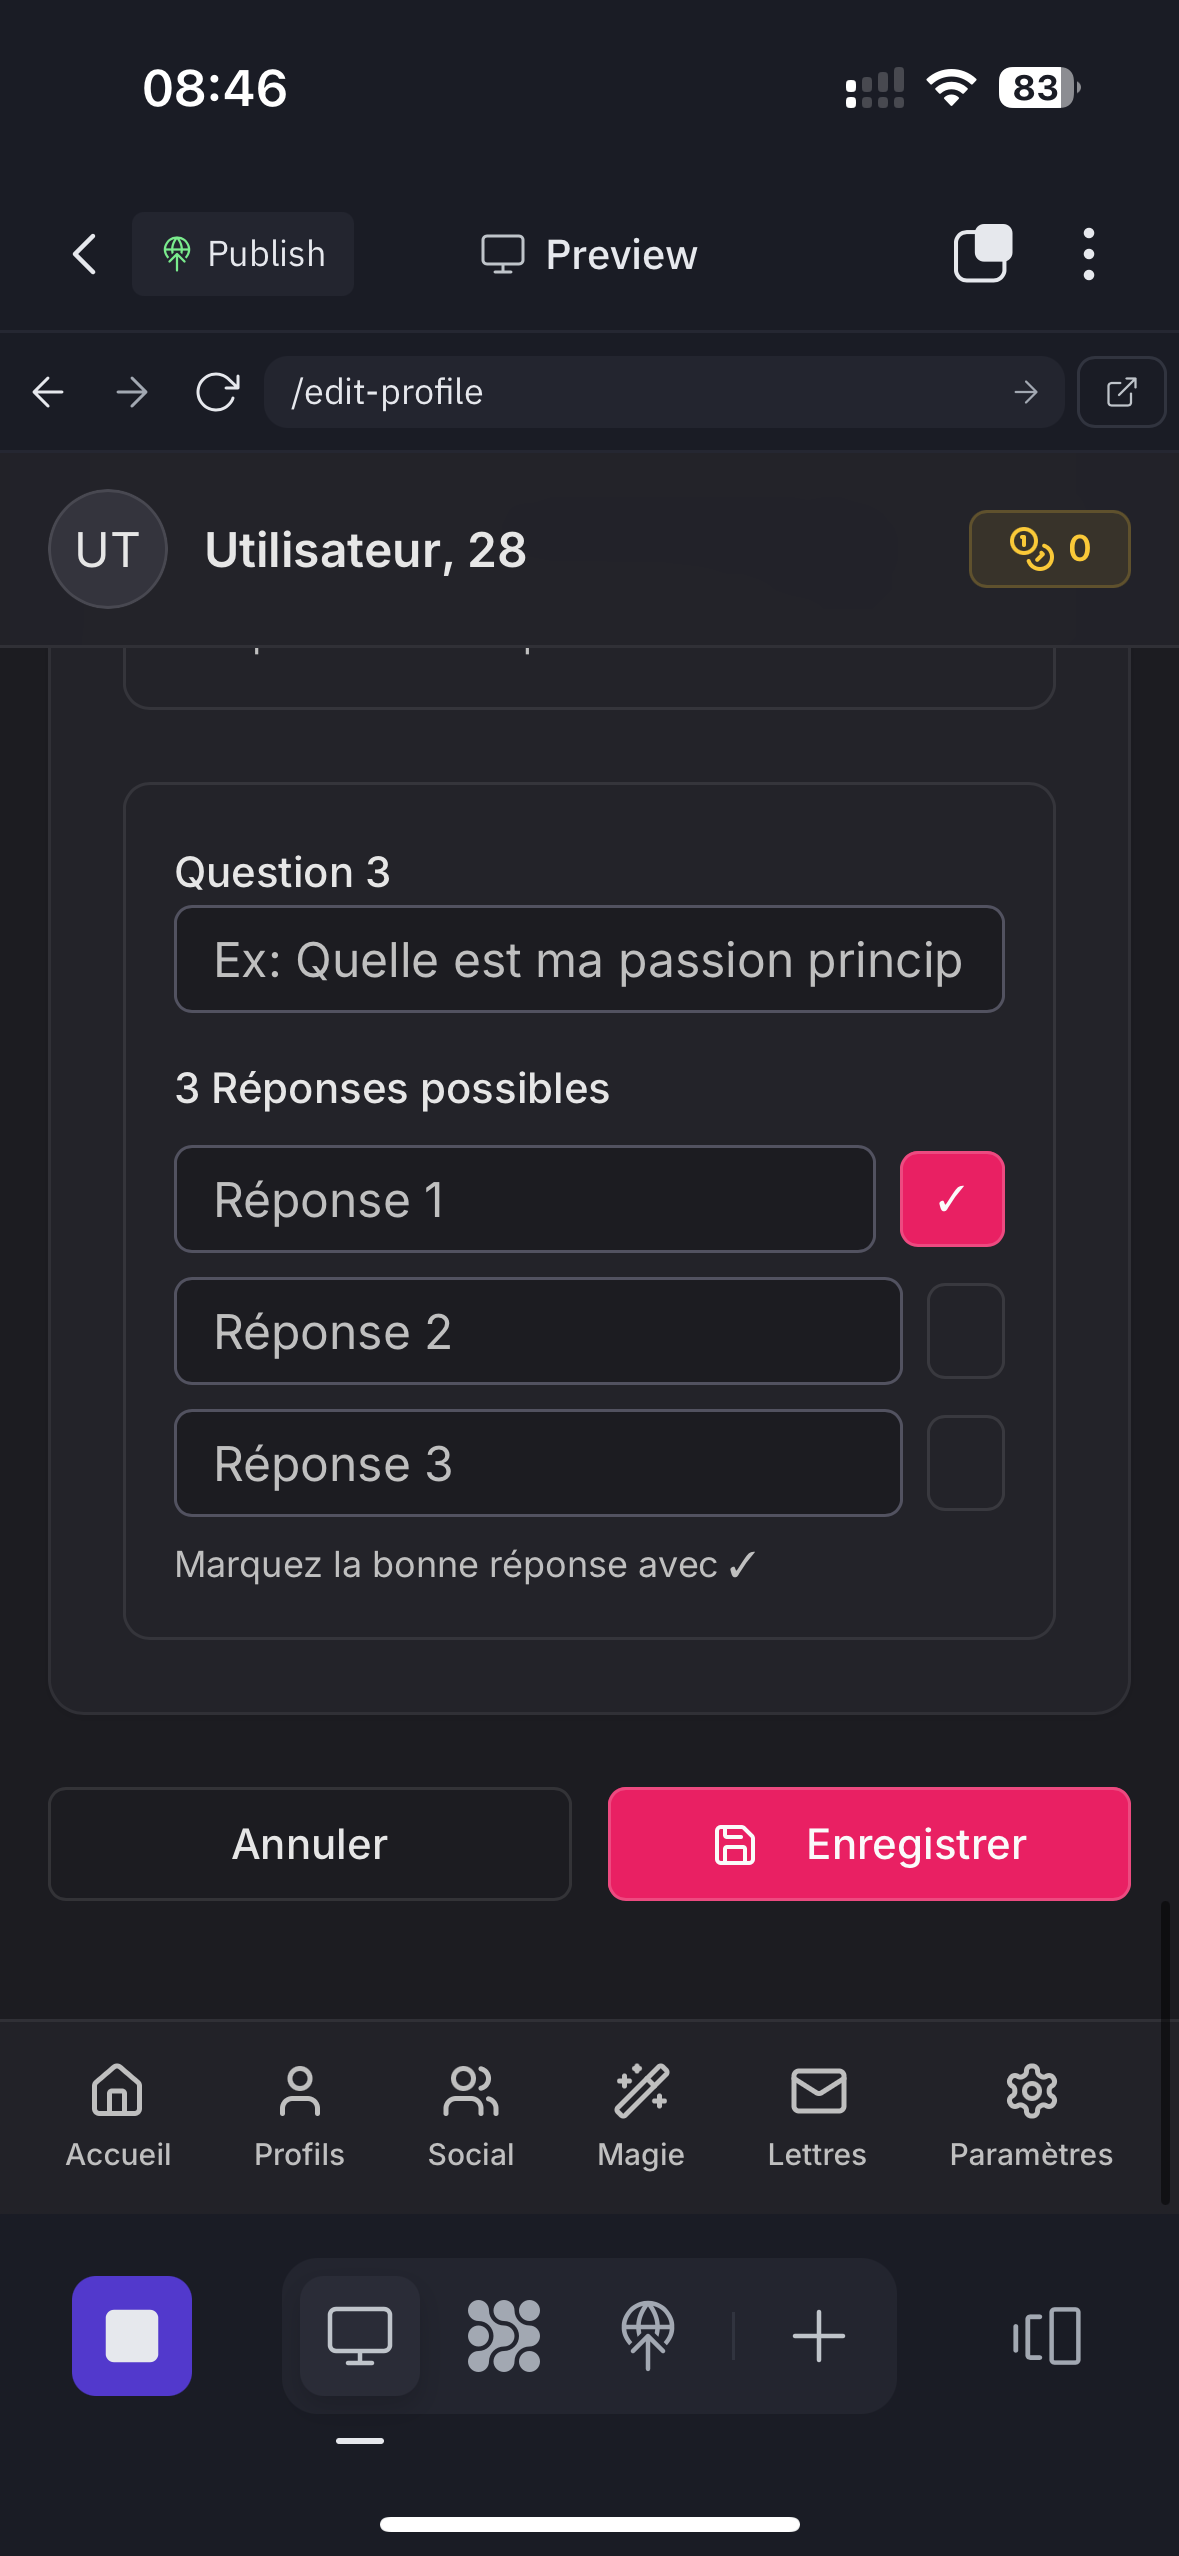 08:46
83
Publish
Preview
/edit-profile
UT
Utilisateur, 28
0
Question 3
Ex: Quelle est ma passion princip
3 Réponses possibles
Réponse 1
✓
Réponse 2
Réponse 3
Marquez la bonne réponse avec ✓
Annuler
Enregistrer
Accueil
Profils
Social
Magie
Lettres
Paramètres